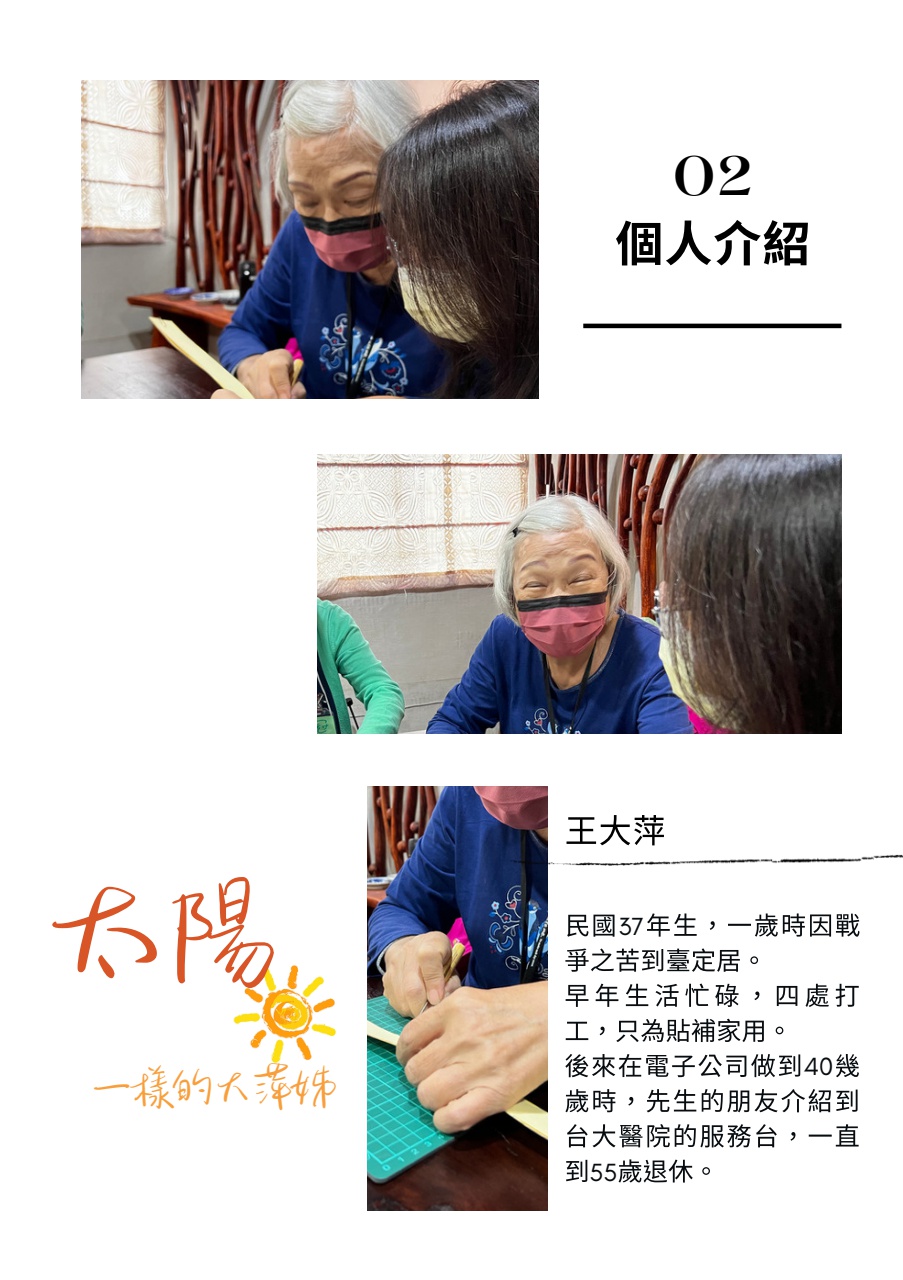 02
個人介紹
王大萍
太陽
一樣的大萍姊
民國37年生，一歲時因戰
爭之苦到臺定居。
早年生活忙碌，四處打
工，只為貼補家用。
後來在電子公司做到40幾
歲時，先生的朋友介紹到
台大醫院的服務台，一直
到55歲退休。
0 1 2 3